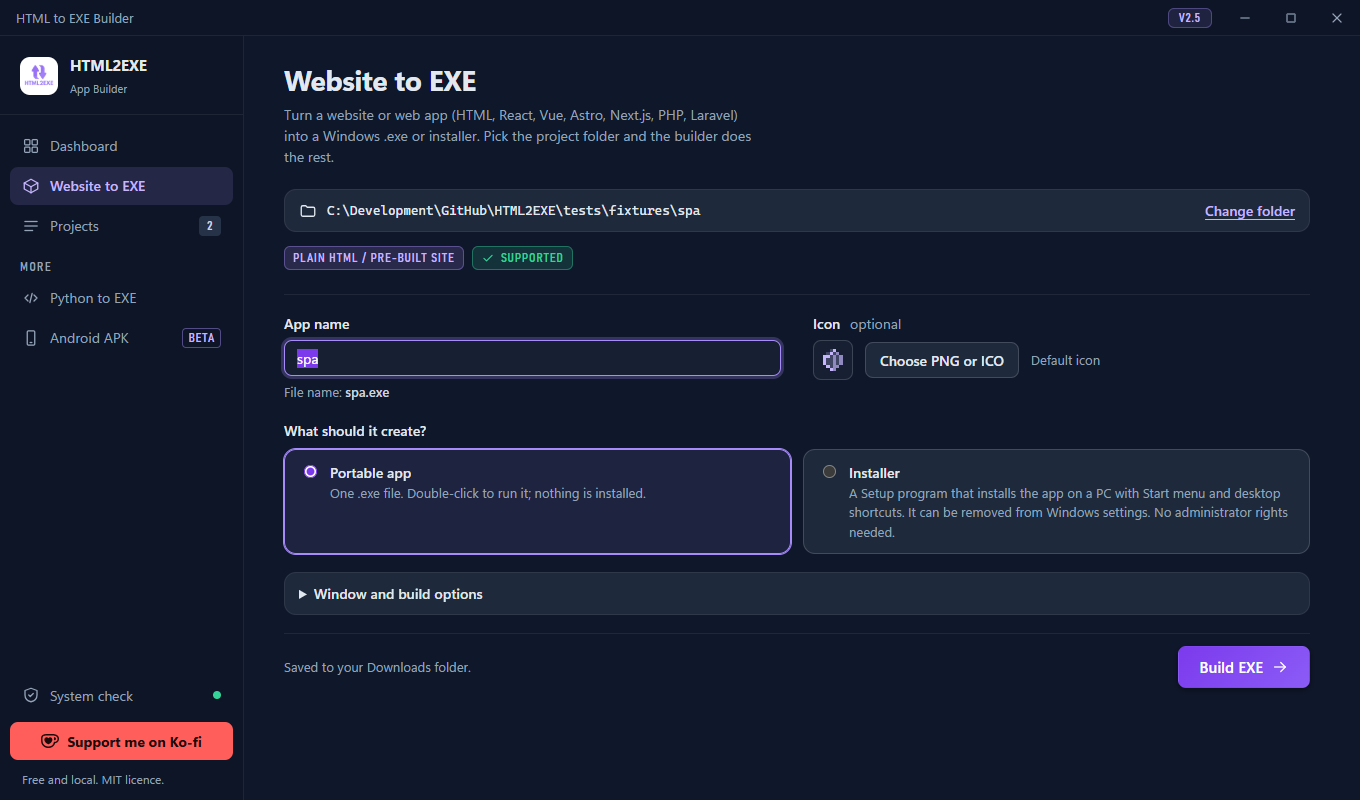 HTML to EXE Builder
V2.5
HTML2EXE
HTML2EXE
App Builder
Dashboard
Website to EXE
Projects
2
MORE
Python to EXE
Android APK
BETA
System check
Support me on Ko-fi
Free and local. MIT licence.
Website to EXE
Turn a website or web app (HTML, React, Vue, Astro, Next.js, PHP, Laravel)
into a Windows .exe or installer. Pick the project folder and the builder does
the rest.
C:\Development\GitHub\HTML2EXE\tests\fixtures\spa
Change folder
PLAIN HTML / PRE-BUILT SITE
SUPPORTED
App name
spa
File name: spa.exe
Icon optional
Choose PNG or ICO
Default icon
What should it create?
Portable app
One .exe file. Double-click to run it; nothing is installed.
Installer
A Setup program that installs the app on a PC with Start menu and desktop
shortcuts. It can be removed from Windows settings. No administrator rights
needed.
Window and build options
Saved to your Downloads folder.
Build EXE